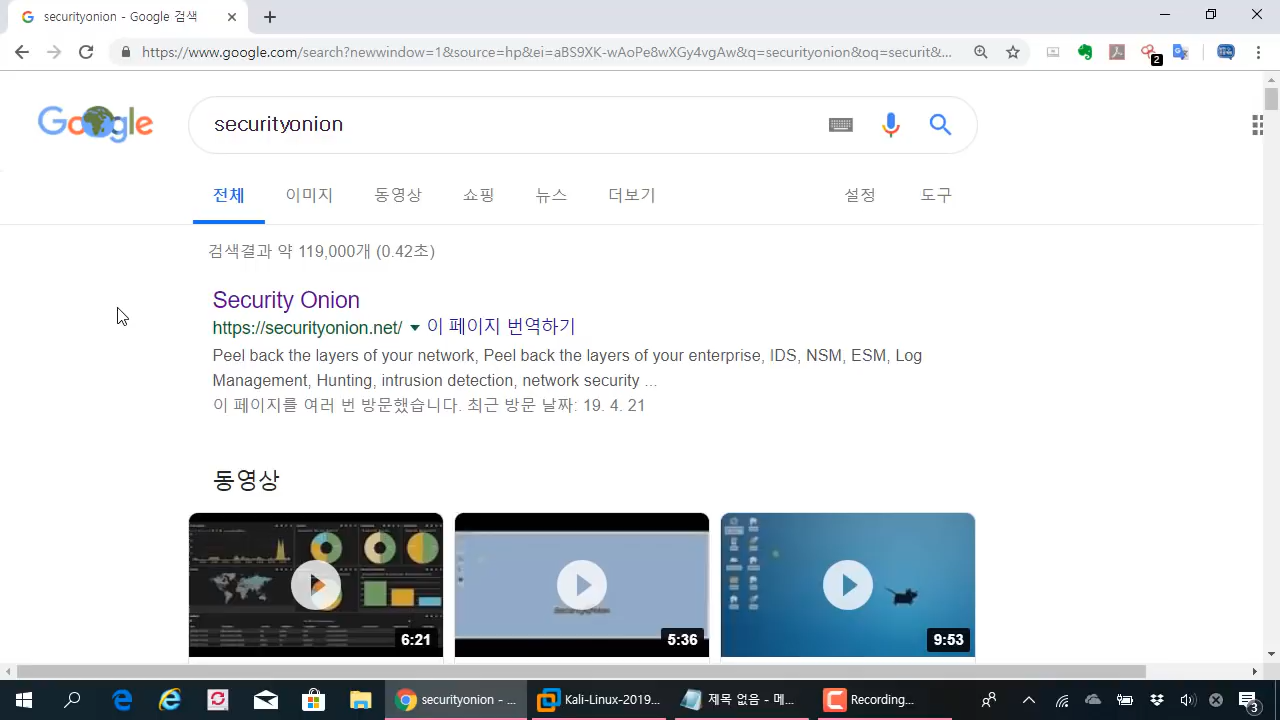 securityonion - Google 검색
https://www.google.com/search?newwindow=1&source=hp&ei=aBS9XK-wAoPe8wXGy4vgAw&q=securityonion&oq=securit&...
2
Google
securityonion
전체 이미지 동영상 쇼핑 뉴스 더보기 설정 도구
검색결과 약 119,000개 (0.42초)
Security Onion
https://securityonion.net/ 이 페이지 번역하기
Peel back the layers of your network, Peel back the layers of your enterprise, IDS, NSM, ESM, Log
Management, Hunting, intrusion detection, network security ...
이 페이지를 여러 번 방문했습니다. 최근 방문 날짜: 19. 4. 21
동영상
6:21 5:36 9:53
securityonion - ... Kali-Linux-2019... 제목 없음 - 메... Recording... 3